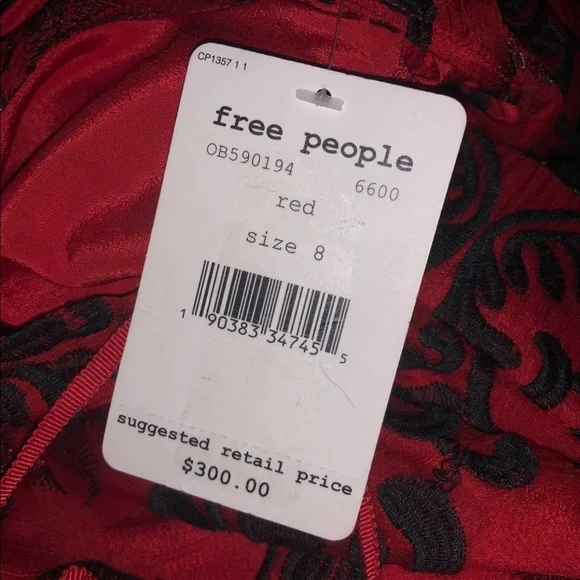 CP1357 1 1
free people
OB590194 6600
red
size 8
1 90383 34745 5
suggested retail price
$300.00